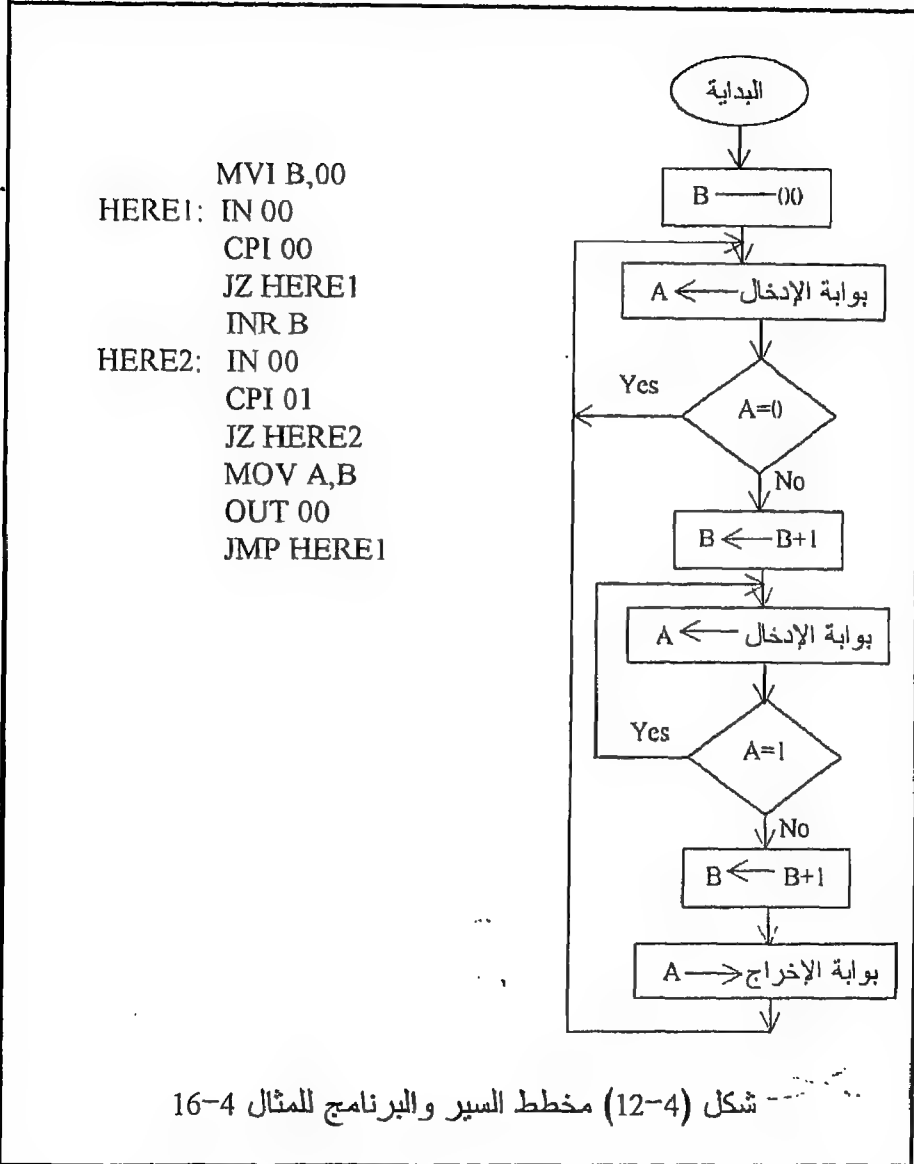 MVI B,00
HERE1: IN 00
CPI 00
JZ HERE1
INR B
HERE2: IN 00
CPI 01
JZ HERE2
MOV A,B
OUT 00
JMP HERE1
البداية
B 00
A ← بوابة الإدخال
A=0
Yes
No
B ← B+1
A ← بوابة الإدخال
A=1
Yes
No
B ← B+1
A → بوابة الإخراج
شكل (4-12) مخطط السير والبرنامج للمثال 4-16